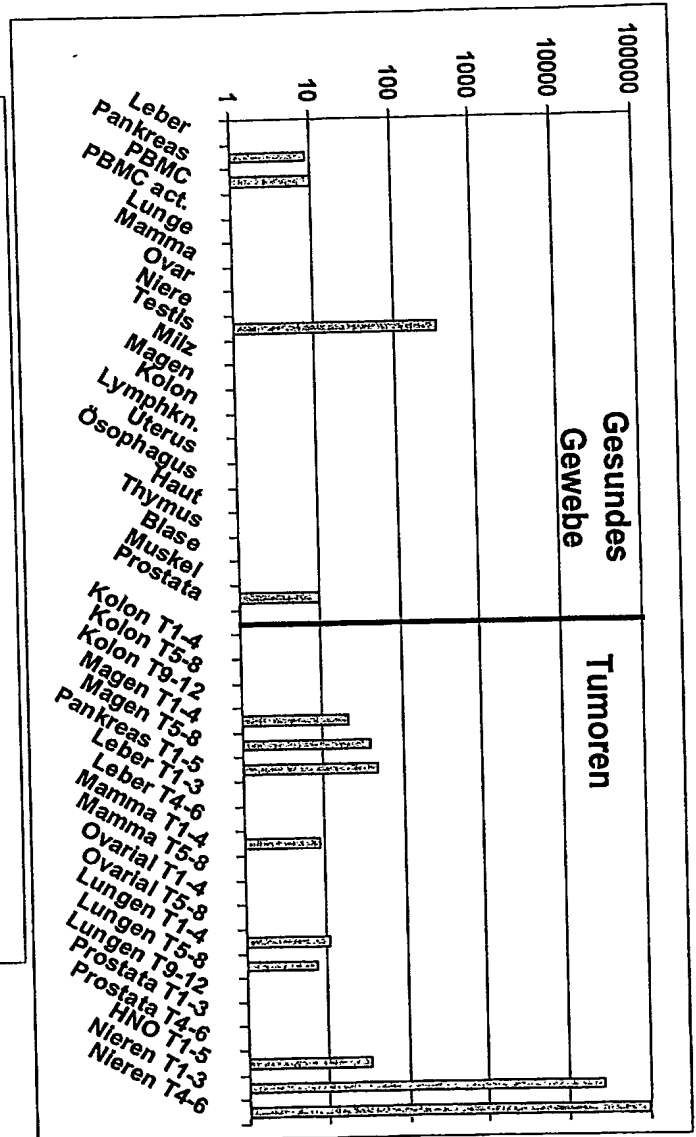 100000
10000
1000
100
10
1
Gesundes
Gewebe
Tumoren
Leber
Pankreas
PBMC
PBMC act.
Lunge
Mamma
Ovar
Niere
Testis
Milz
Magen
Kolon
Lymphkn.
Uterus
Ösophagus
Haut
Thymus
Blase
Muskel
Prostata
Kolon T1-4
Kolon T5-8
Kolon T9-12
Magen T1-4
Magen T5-8
Pankreas T1-5
Leber T1-3
Leber T4-6
Mamma T1-4
Mamma T5-8
Ovarial T1-4
Ovarial T5-8
Lungen T1-4
Lungen T5-8
Lungen T9-12
Prostata T1-3
Prostata T4-6
HNO T1-5
Nieren T1-3
Nieren T4-6